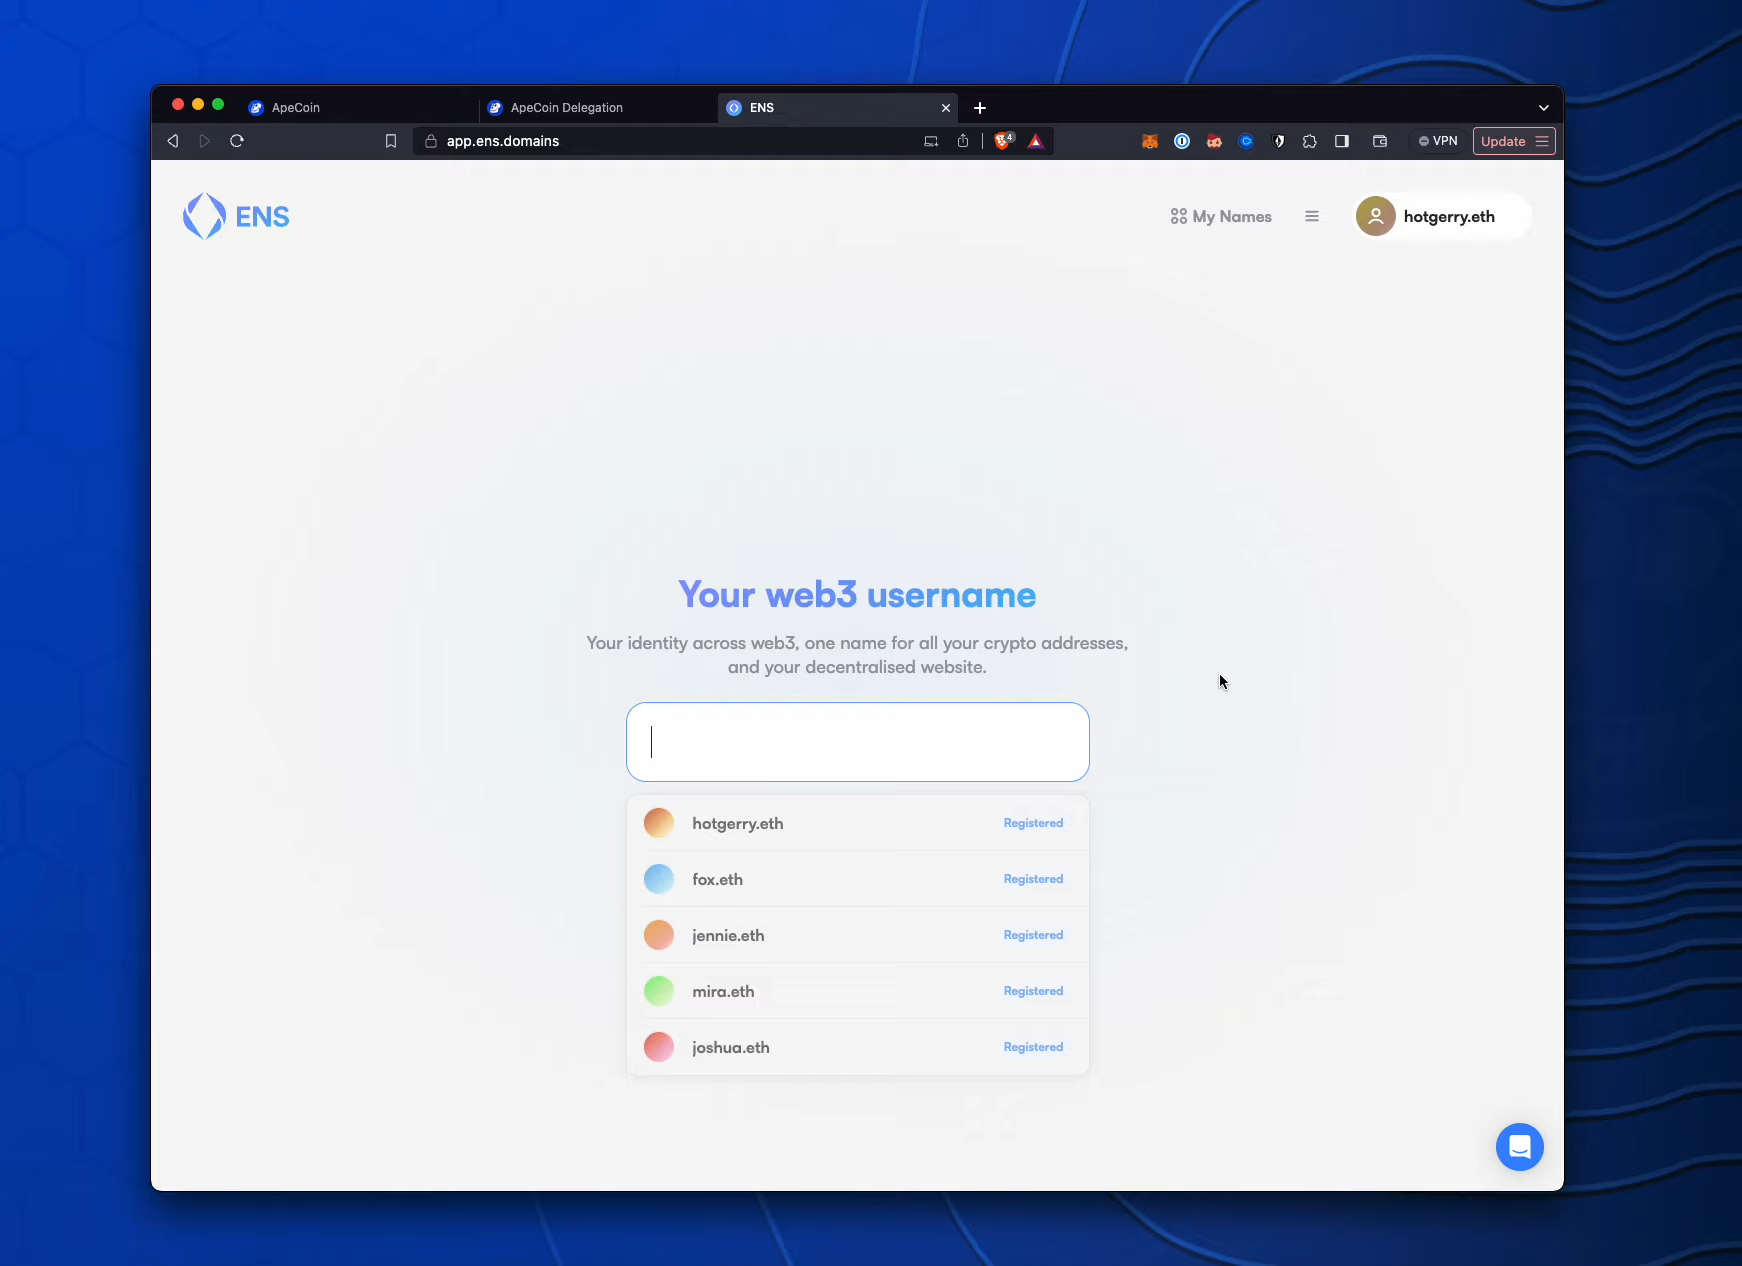 ApeCoin
ApeCoin Delegation
ENS
app.ens.domains
4
VPN
Update
ENS
My Names
hotgerry.eth
Your web3 username
Your identity across web3, one name for all your crypto addresses,
and your decentralised website.
hotgerry.eth Registered
fox.eth Registered
jennie.eth Registered
mira.eth Registered
joshua.eth Registered